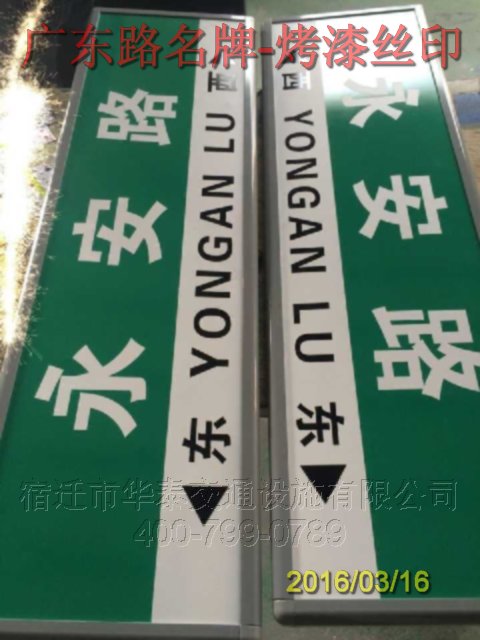 广东路名牌-烤漆丝印
永安路
西 YONGAN LU 东
永安路
西 YONGAN LU 东
宿迁市华泰交通设施有限公司
400-799-0789
2016/03/16